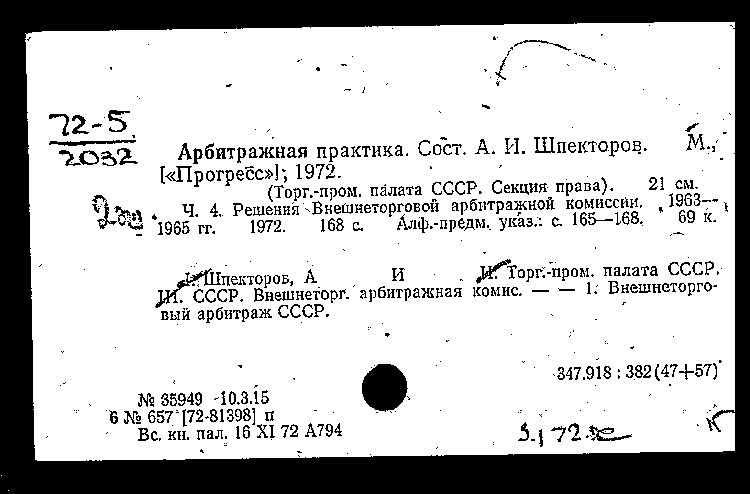 72-5
2032
Арбитражная практика. Сост. А. И. Шпекторов. М.,
[«Прогресс»], 1972.
(Торг.-пром. палата СССР. Секция права). 21 см.
Ч. 4. Решения Внешнеторговой арбитражной комиссии, 1963—
1965 гг. 1972. 168 с. Алф.-предм. указ.: с. 165—168. 69 к.
I. Шпекторов, А И II. Торг.-пром. палата СССР.
III. СССР. Внешнеторг. арбитражная комис. — — 1. Внешнеторго-
вый арбитраж СССР.
347.918 : 382(47+57)
№ 35949 10.3.15
6 № 657 [72-81398] п
Вс. кн. пал. 16 XI 72 А794